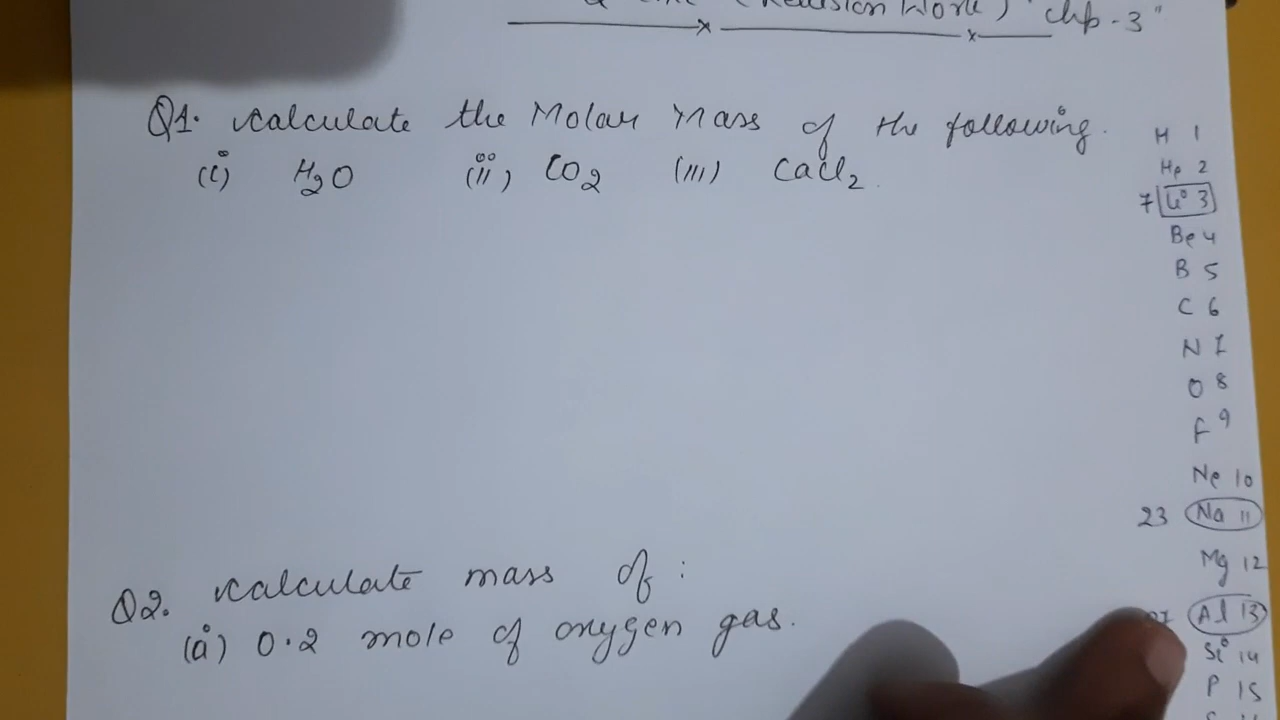 (Revision Work) "Chp-3"
Q1. Calculate the Molar Mass of the following.
(i) H2O (ii) CO2 (III) CaCl2.
H 1
He 2
7 Li 3
Be 4
B 5
C 6
N 7
O 8
F 9
Ne 10
23 Na 11
Mg 12
Al 13
Si 14
P 15
Q2. Calculate mass of :
(a) 0.2 mole of oxygen gas.